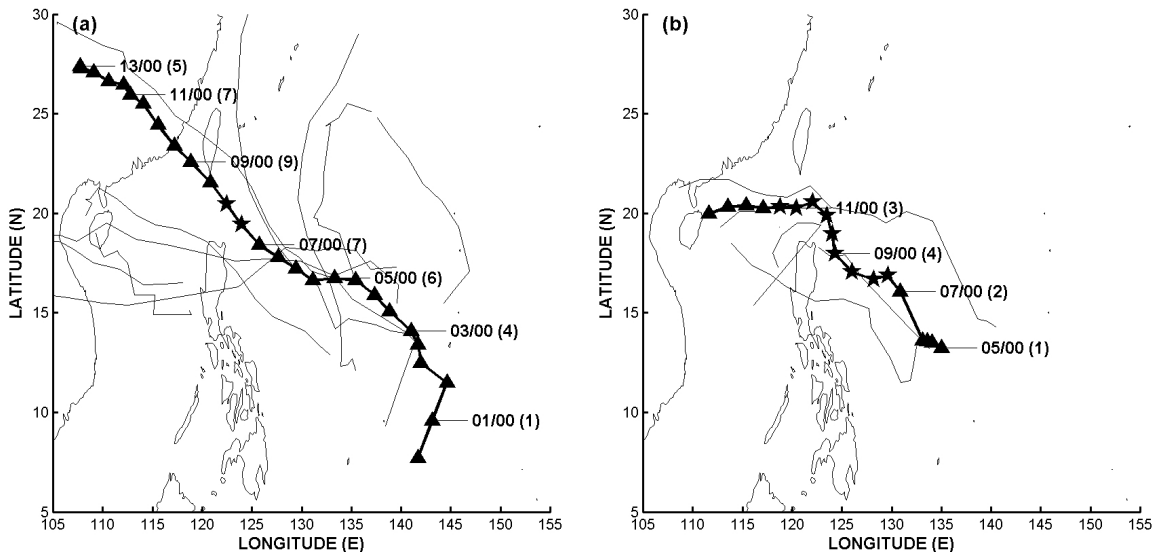 (a)
30
25
20
15
10
5
LATITUDE (N)
13/00 (5)
11/00 (7)
09/00 (9)
07/00 (7)
05/00 (6)
03/00 (4)
01/00 (1)
105 110 115 120 125 130 135 140 145 150 155
LONGITUDE (E)
(b)
30
25
20
15
10
5
LATITUDE (N)
11/00 (3)
09/00 (4)
07/00 (2)
05/00 (1)
105 110 115 120 125 130 135 140 145 150 155
LONGITUDE (E)